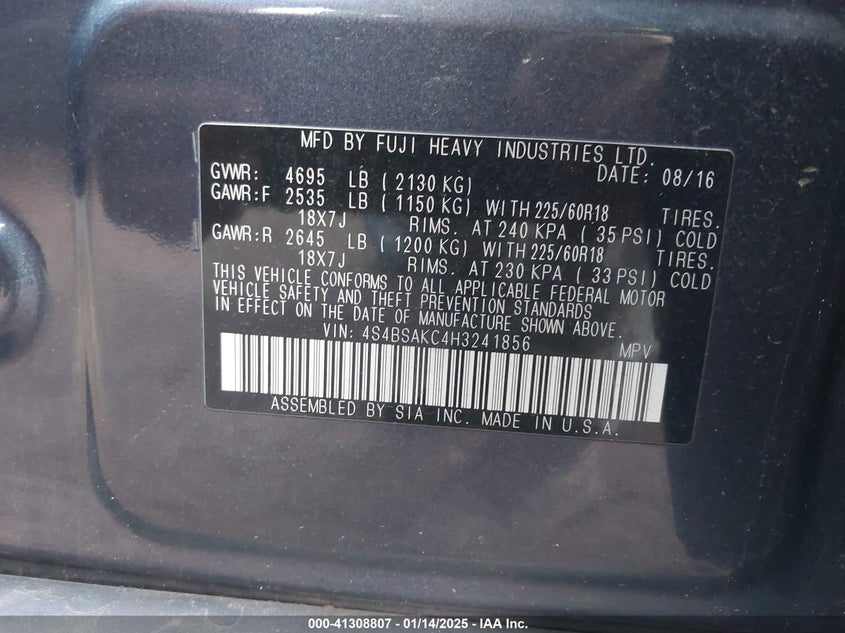 MFD BY FUJI HEAVY INDUSTRIES LTD.
GVWR: 4695 LB ( 2130 KG) DATE: 08/16
GAWR:F 2535 LB ( 1150 KG) WITH 225/60R18 TIRES.
18X7J RIMS. AT 240 KPA ( 35 PSI) COLD
GAWR:R 2645 LB ( 1200 KG) WITH 225/60R18 TIRES.
18X7J RIMS. AT 230 KPA ( 33 PSI) COLD
THIS VEHICLE CONFORMS TO ALL APPLICABLE FEDERAL MOTOR
VEHICLE SAFETY AND THEFT PREVENTION STANDARDS
IN EFFECT ON THE DATE OF MANUFACTURE SHOWN ABOVE.
VIN: 4S4BSAKC4H3241856 MPV
ASSEMBLED BY SIA INC. MADE IN U.S.A.
000-41308807 - 01/14/2025 - IAA Inc.